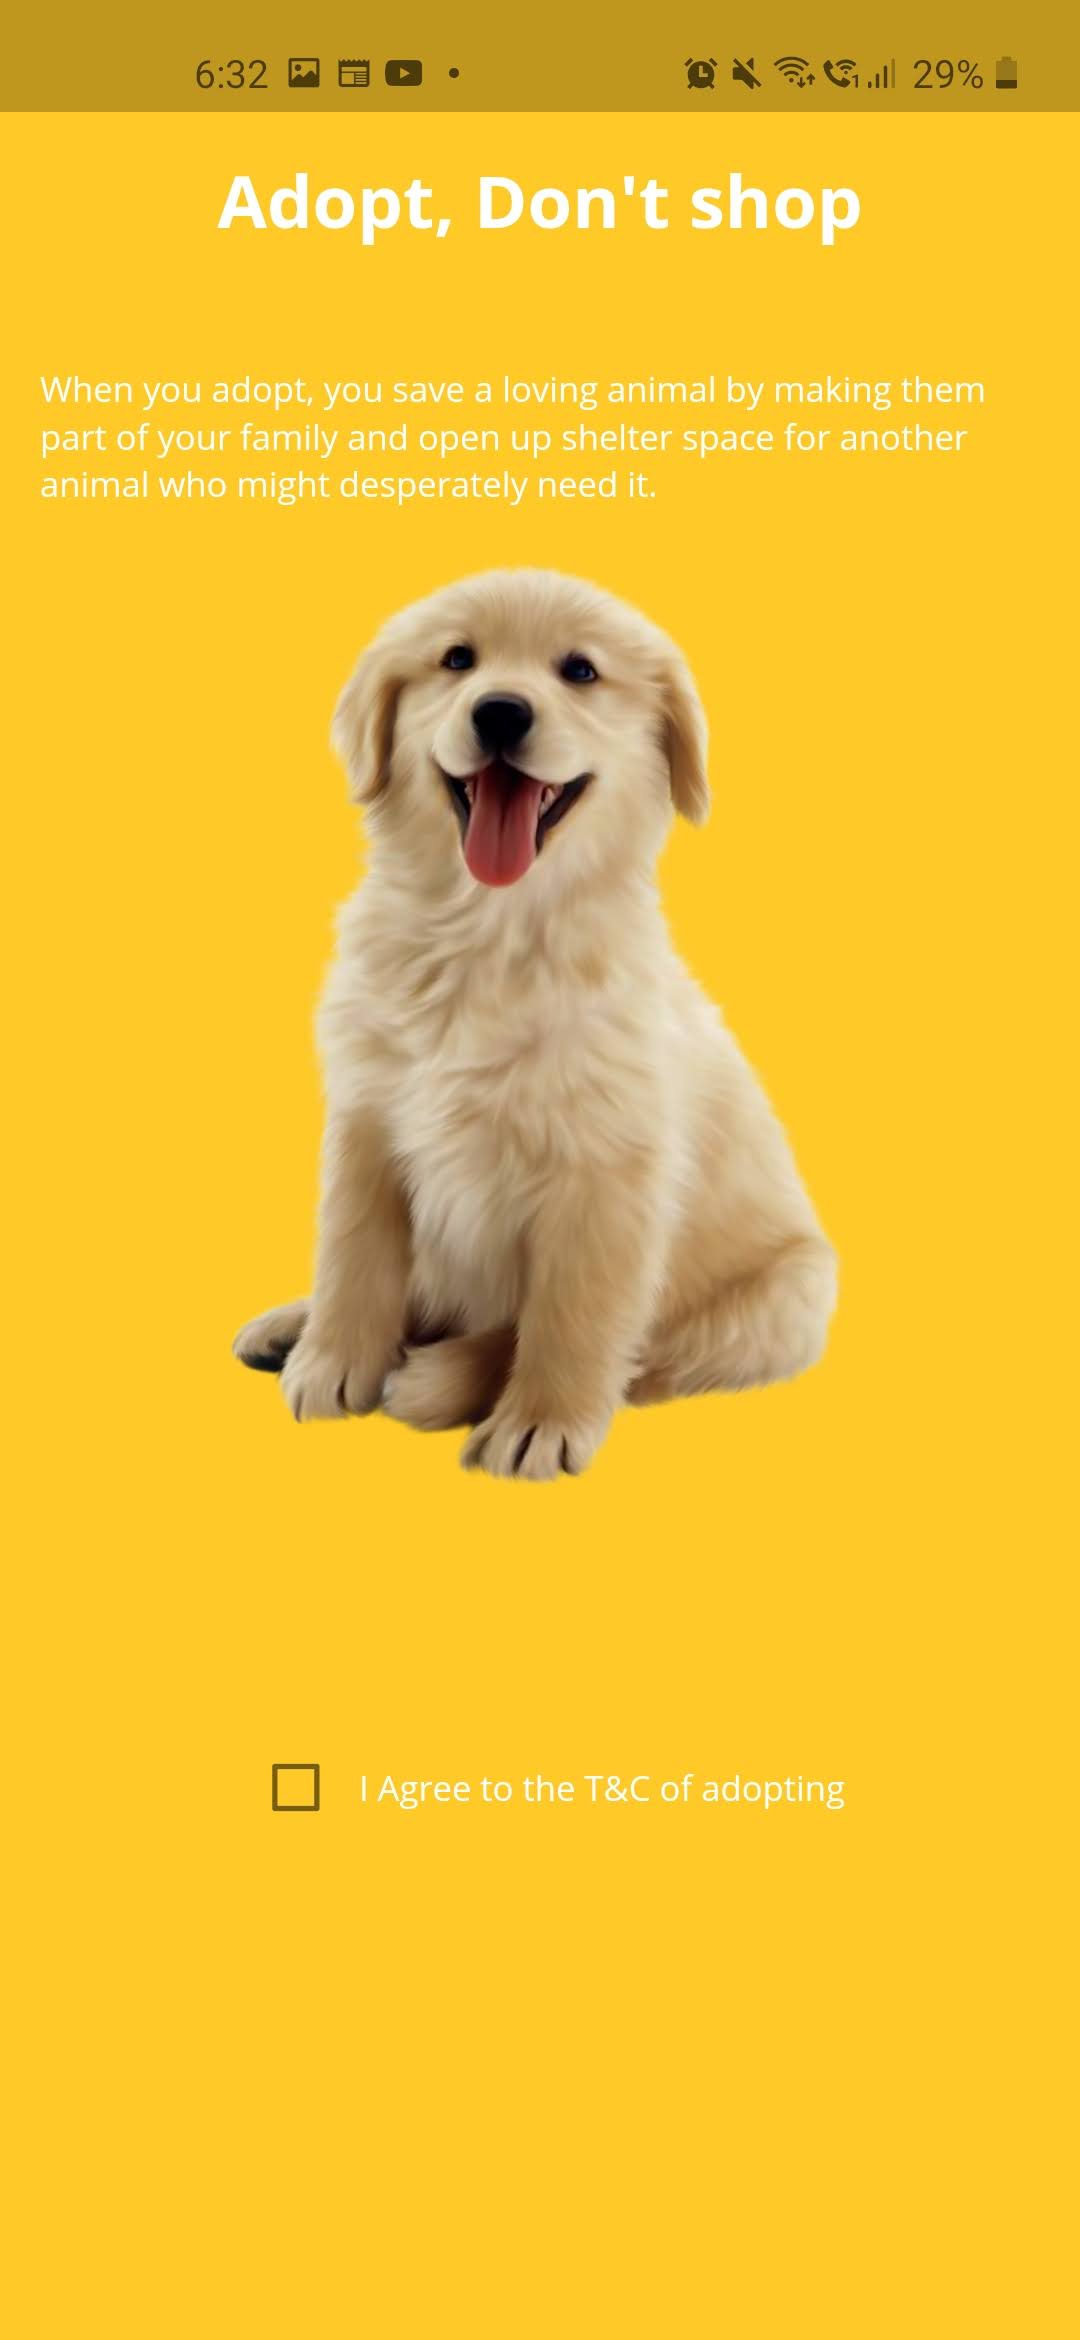 6:32 29%
Adopt, Don't shop
When you adopt, you save a loving animal by making them
part of your family and open up shelter space for another
animal who might desperately need it.
I Agree to the T&C of adopting